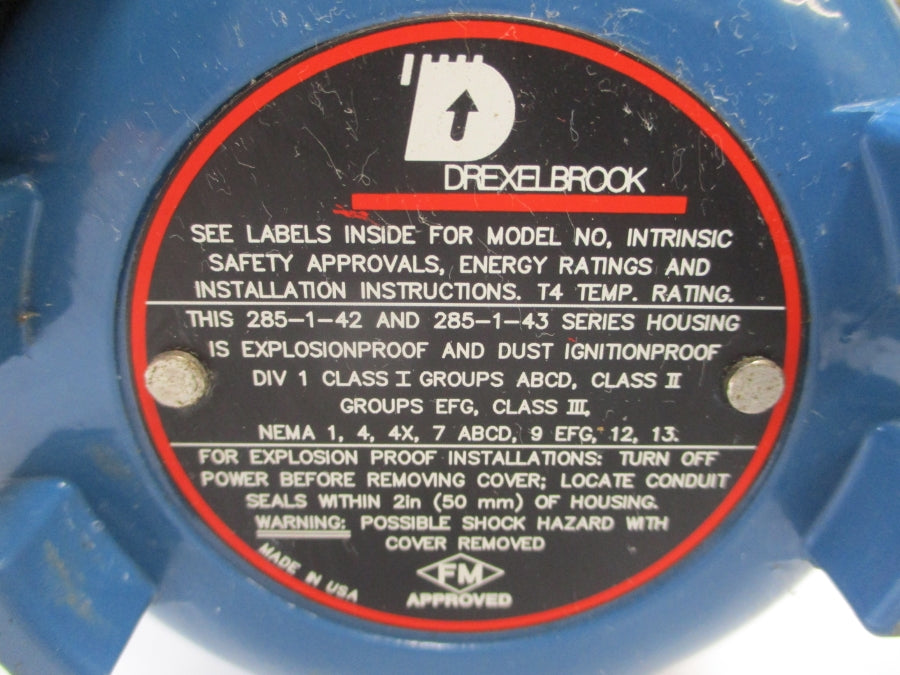 DREXELBROOK
SEE LABELS INSIDE FOR MODEL NO, INTRINSIC
SAFETY APPROVALS, ENERGY RATINGS AND
INSTALLATION INSTRUCTIONS. T4 TEMP. RATING.
THIS 285-1-42 AND 285-1-43 SERIES HOUSING
IS EXPLOSIONPROOF AND DUST IGNITIONPROOF
DIV 1 CLASS I GROUPS ABCD, CLASS II
GROUPS EFG, CLASS III,
NEMA 1, 4, 4X, 7 ABCD, 9 EFG, 12, 13.
FOR EXPLOSION PROOF INSTALLATIONS: TURN OFF
POWER BEFORE REMOVING COVER; LOCATE CONDUIT
SEALS WITHIN 2in (50 mm) OF HOUSING.
WARNING: POSSIBLE SHOCK HAZARD WITH
COVER REMOVED
MADE IN USA
FM
APPROVED